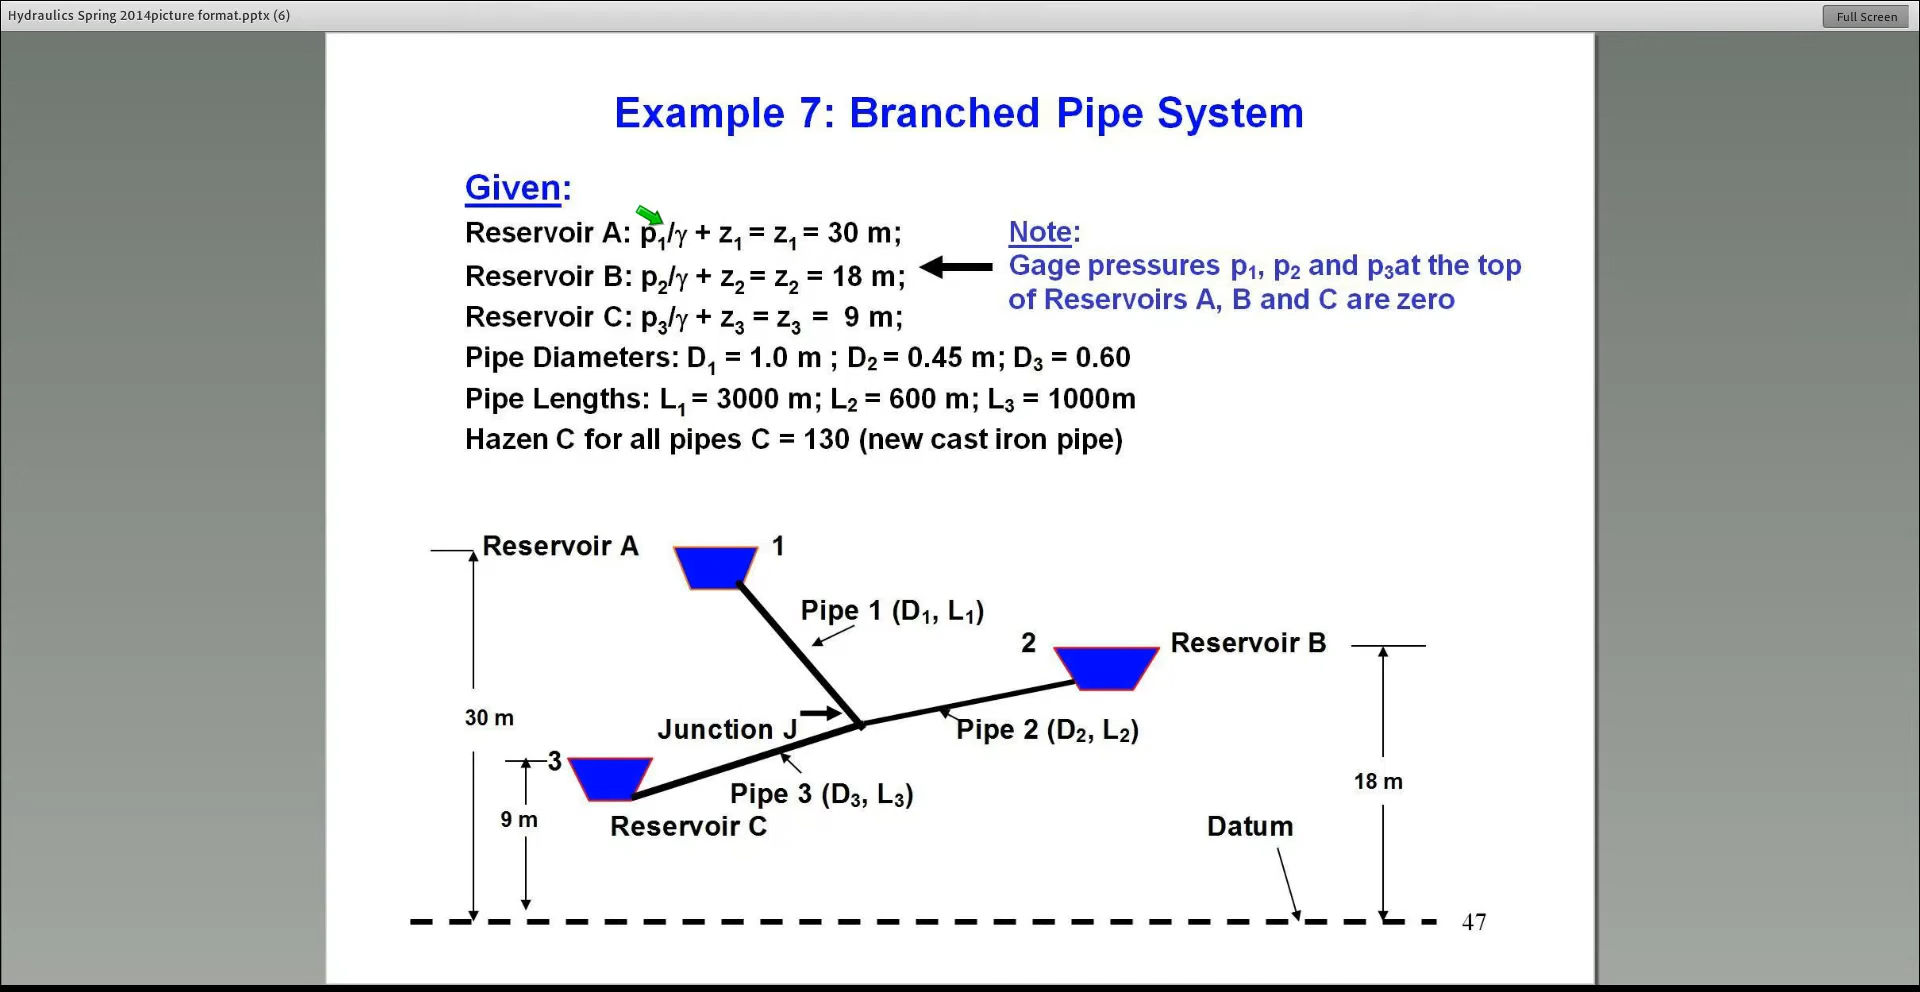 Hydraulics Spring 2014picture format.pptx (6)
Full Screen
Example 7: Branched Pipe System
Given:
Reservoir A: p₁/γ + z₁ = z₁ = 30 m;
Reservoir B: p₂/γ + z₂ = z₂ = 18 m;
Reservoir C: p₃/γ + z₃ = z₃ = 9 m;
Note:
Gage pressures p₁, p₂ and p₃at the top
of Reservoirs A, B and C are zero
Pipe Diameters: D₁ = 1.0 m ; D₂ = 0.45 m; D₃ = 0.60
Pipe Lengths: L₁ = 3000 m; L₂ = 600 m; L₃ = 1000m
Hazen C for all pipes C = 130 (new cast iron pipe)
Reservoir A
1
Pipe 1 (D₁, L₁)
2
Reservoir B
30 m
Junction J
Pipe 2 (D₂, L₂)
3
18 m
Pipe 3 (D₃, L₃)
9 m
Reservoir C
Datum
47